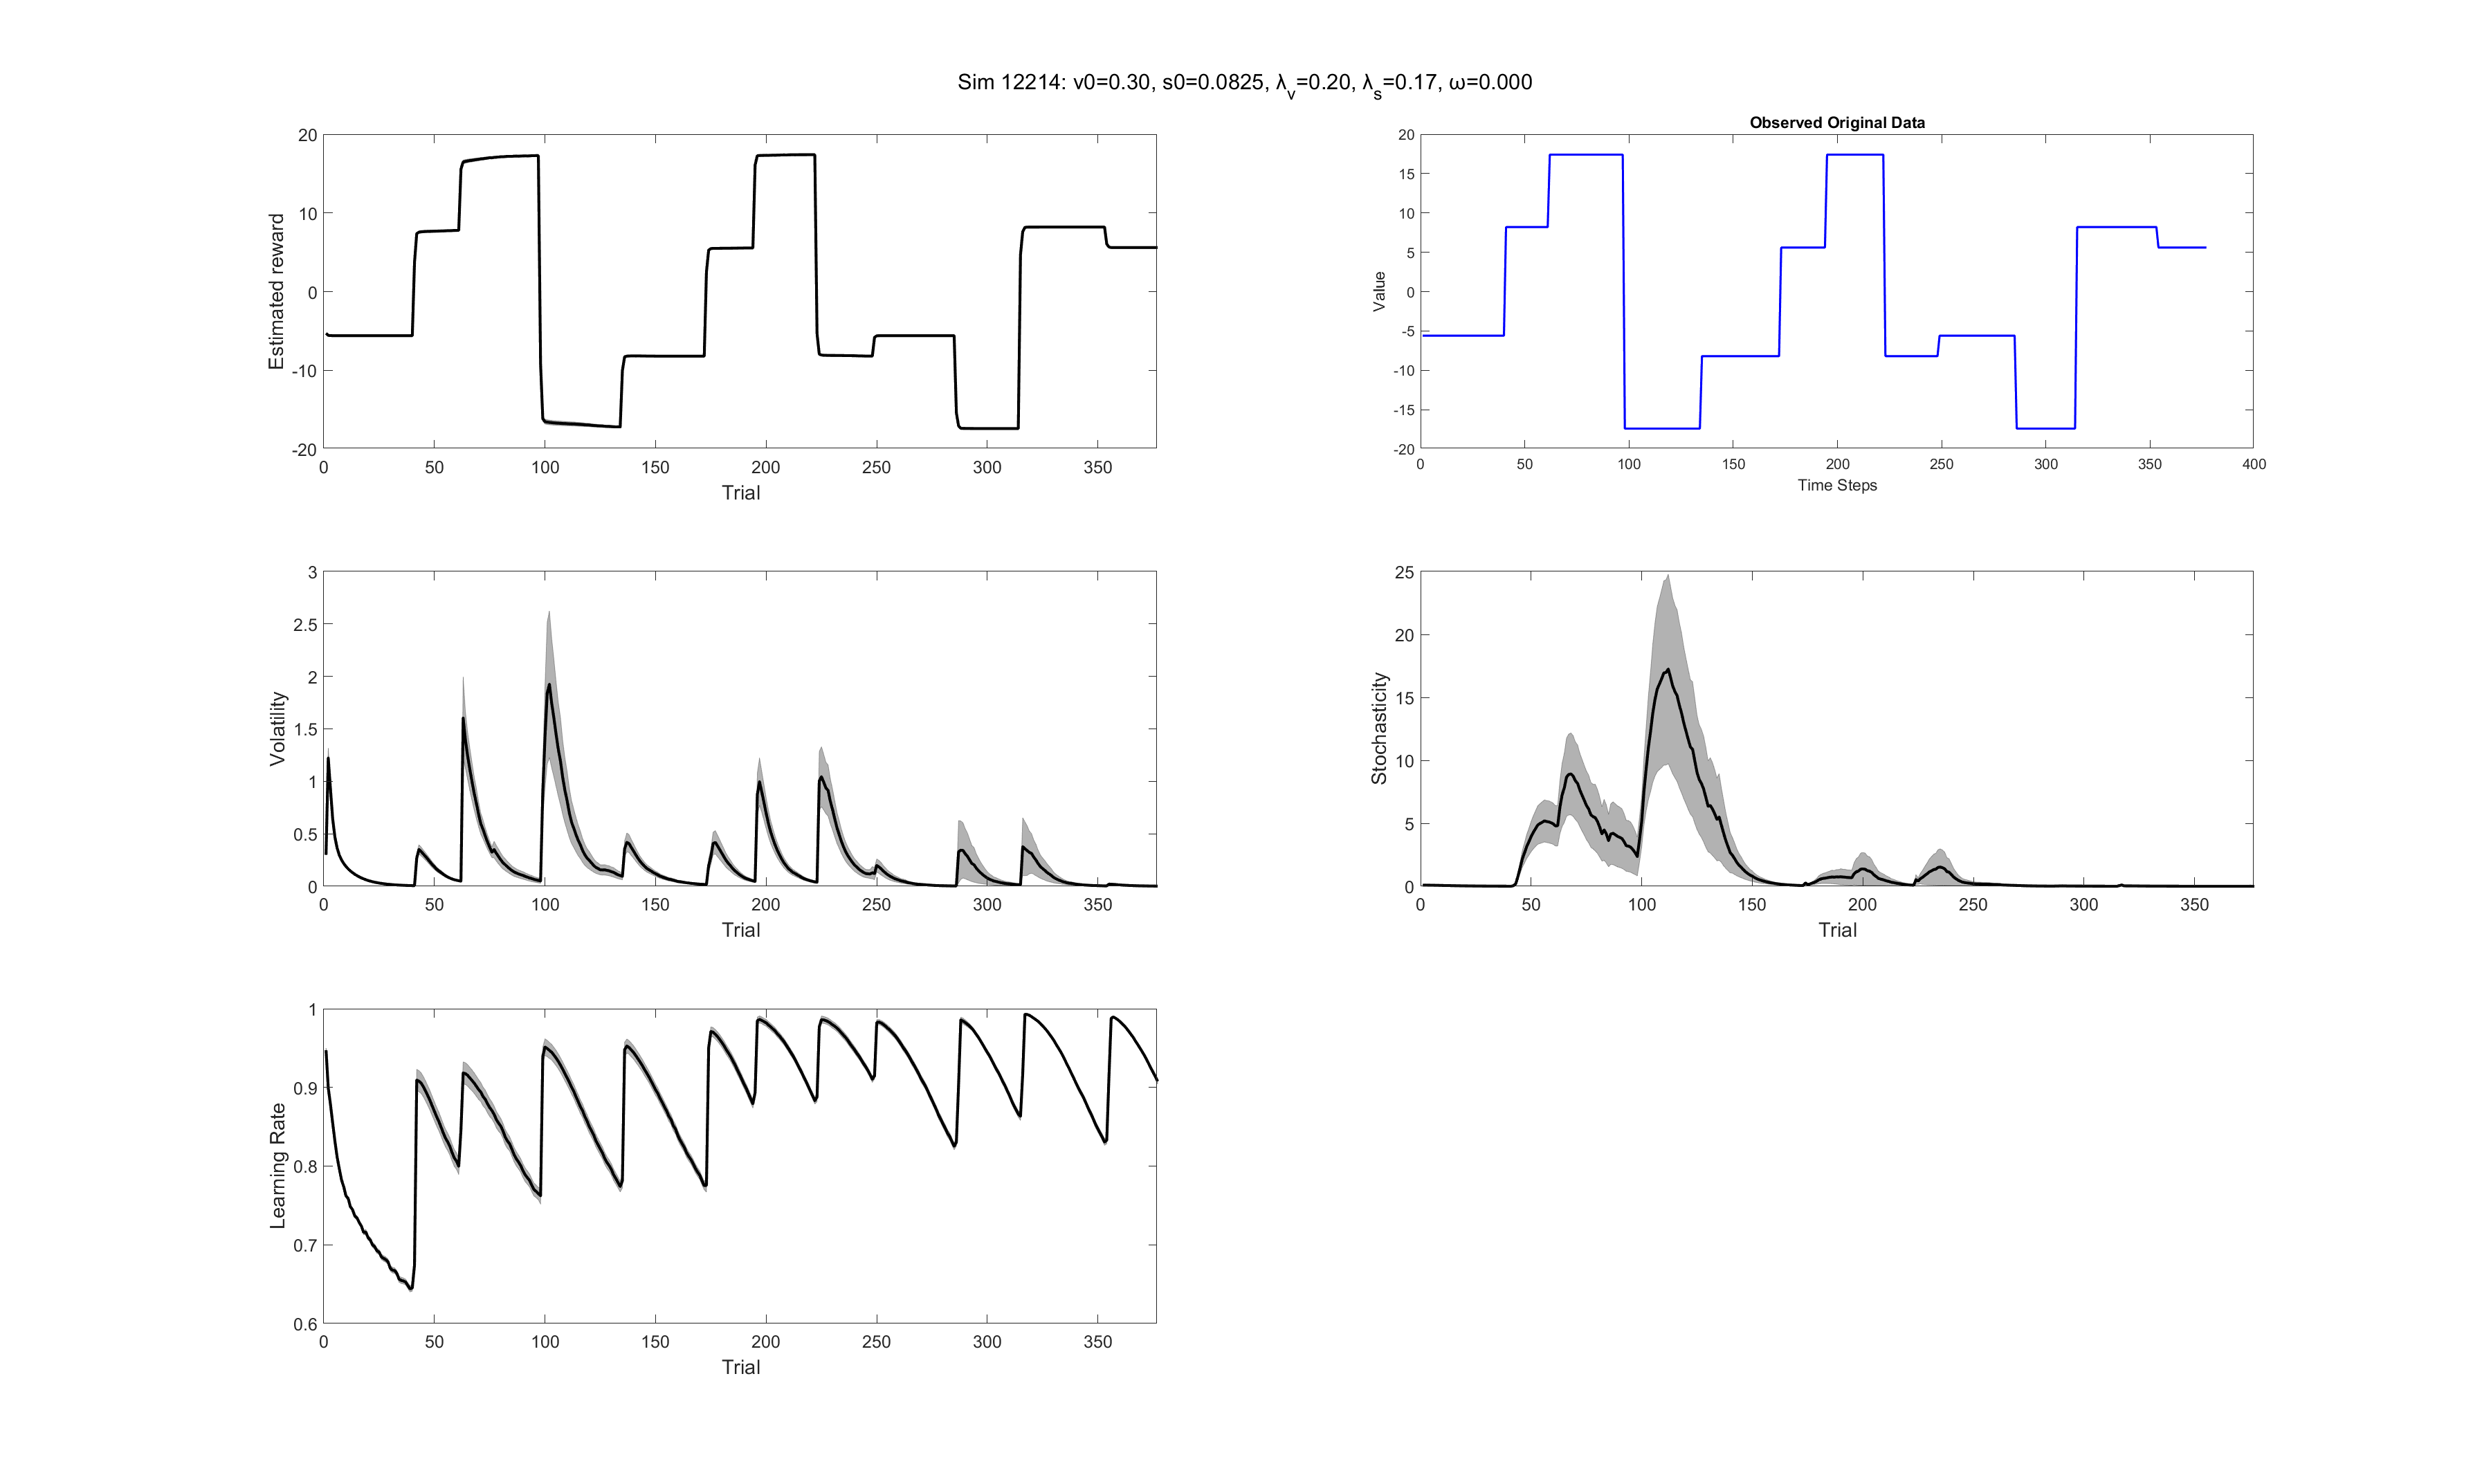 Sim 12214: v0=0.30, s0=0.0825, λv=0.20, λs=0.17, ω=0.000
20
10
0
-10
-20
Estimated reward
0 50 100 150 200 250 300 350
Trial
Observed Original Data
20
15
10
5
0
-5
-10
-15
-20
Value
0 50 100 150 200 250 300 350 400
Time Steps
3
2.5
2
1.5
1
0.5
0
Volatility
0 50 100 150 200 250 300 350
Trial
25
20
15
10
5
0
Stochasticity
0 50 100 150 200 250 300 350
Trial
1
0.9
0.8
0.7
0.6
Learning Rate
0 50 100 150 200 250 300 350
Trial